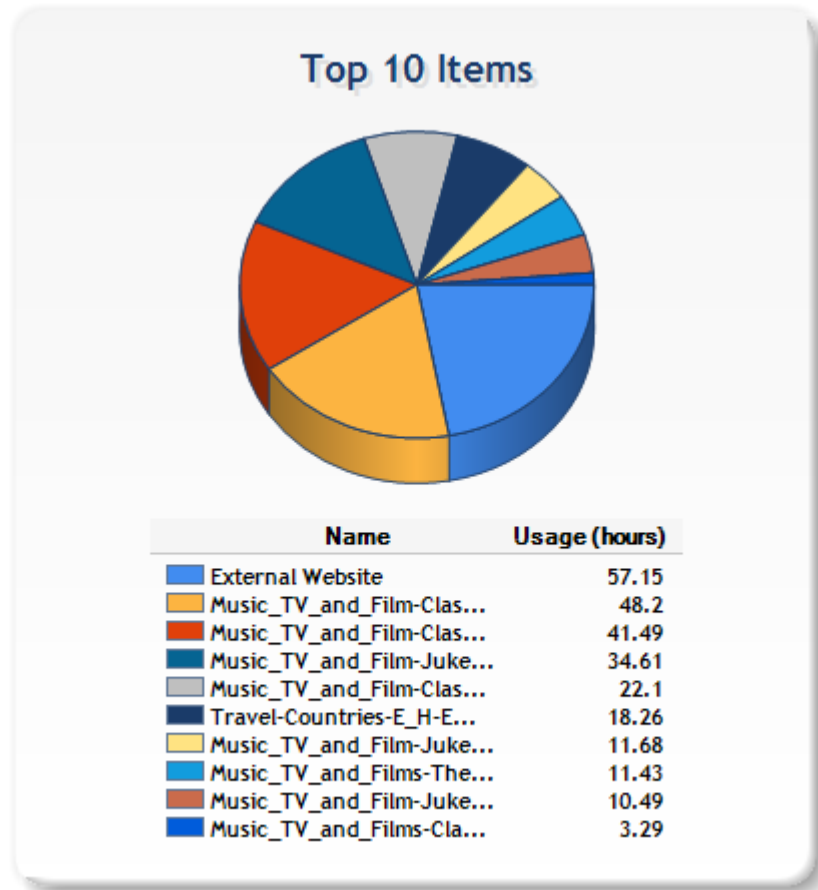 Top 10 Items
Name Usage (hours)
External Website 57.15
Music_TV_and_Film-Clas... 48.2
Music_TV_and_Film-Clas... 41.49
Music_TV_and_Film-Juke... 34.61
Music_TV_and_Film-Clas... 22.1
Travel-Countries-E_H-E... 18.26
Music_TV_and_Film-Juke... 11.68
Music_TV_and_Films-The... 11.43
Music_TV_and_Film-Juke... 10.49
Music_TV_and_Films-Cla... 3.29